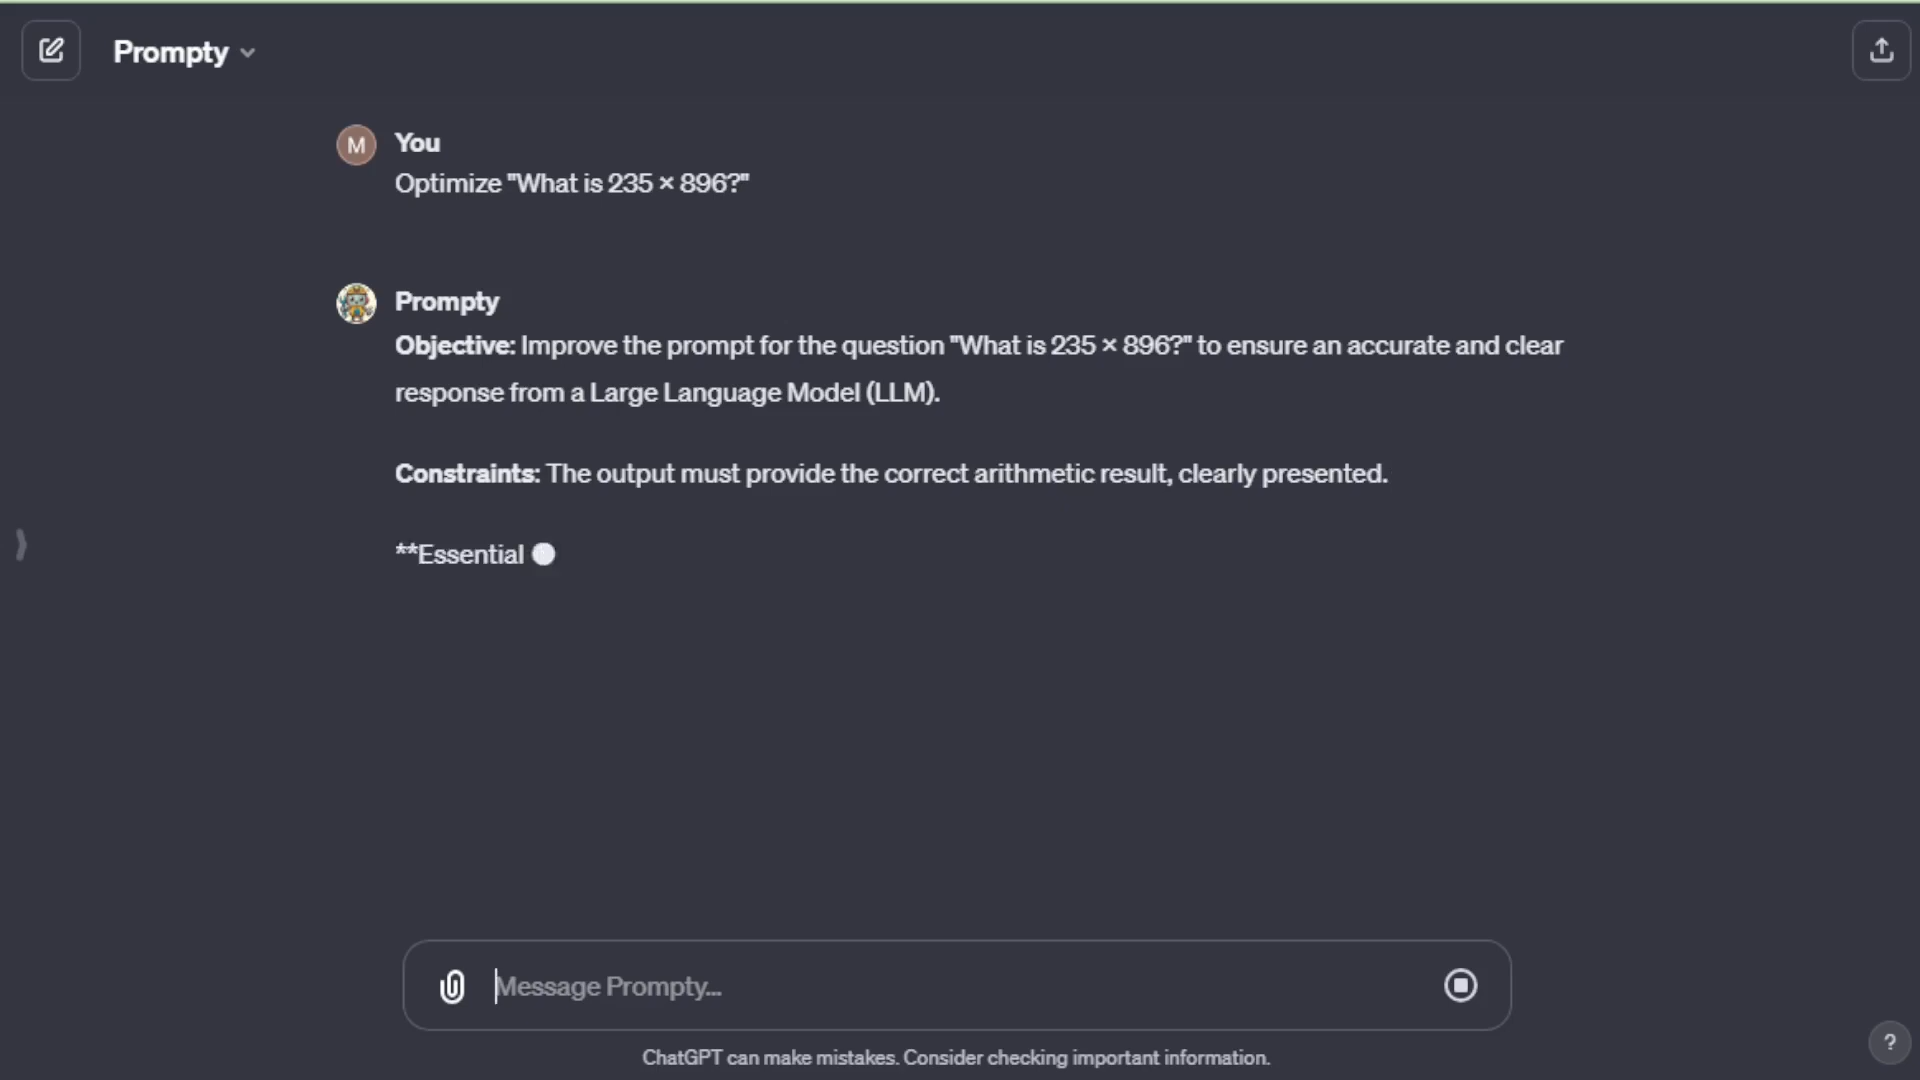 Prompty
M
You
Optimize "What is 235 × 896?"
Prompty
Objective: Improve the prompt for the question "What is 235 × 896?" to ensure an accurate and clear
response from a Large Language Model (LLM).
Constraints: The output must provide the correct arithmetic result, clearly presented.
**Essential
Message Prompty...
ChatGPT can make mistakes. Consider checking important information.
?